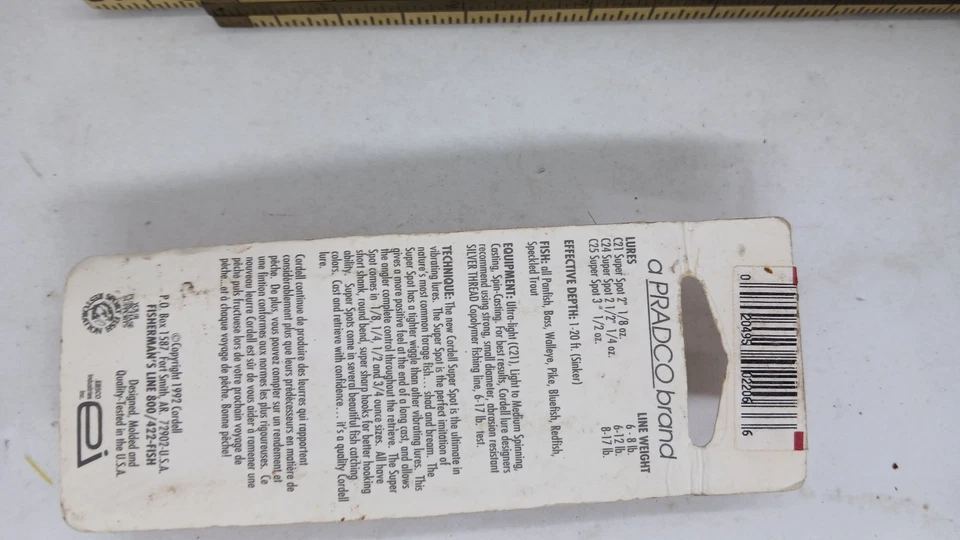 0 20495 02208 6
a PRADCO brand
LURES LINE WEIGHT
C21 Super Spot 2" 1/8 oz. 6 - 8 lb.
C24 Super Spot 2 1/2" 1/4 oz. 6-12 lb.
C25 Super Spot 3" 1/2 oz. 8-17 lb.
EFFECTIVE DEPTH: 1-20 ft. (Sinker)
FISH: all Panfish, Bass, Walleye, Pike, Bluefish, Redfish,
Speckled Trout
EQUIPMENT: Ultra-light (C21), Light to Medium Spinning,
Casting, Spin-Casting. For best results, Cordell lure designers
recommend using strong, small diameter, abrasion resistant
SILVER THREAD Copolymer fishing line, 6-17 lb. test.
TECHNIQUE: The new Cordell Super Spot is the ultimate in
vibrating lures. The Super Spot is the perfect imitation of
nature's most common forage fish... shad and bream. The
Super Spot has a tighter wiggle than other vibrating lures. This
gives a more positive feel at the end of a long cast, and allows
the angler complete control throughout the retrieve. The Super
Spot comes in 1/8, 1/4, 1/2 and 3/4 ounce sizes. All have
short shank, round bend, super sharp hooks for better hooking
ability. Super Spots come in several beautiful fish catching
colors. Cast and retrieve with confidence... it's a quality Cordell
lure.
Cordell continue de produire des leurres qui rapportent
considérablement plus que leurs prédécesseurs en matière de
pêche. De plus, vous pouvez compter sur un rendement et
une finition conformes aux normes les plus rigoureuses. Ce
nouveau leurre Cordell est sûr de vous aider à ramener une
pêche plus fructueuse lors de votre prochain voyage de
pêche...et à chaque voyage de pêche. Bonne pêche!
©Copyright 1992 Cordell
P.O. Box 1587, Fort Smith, AR. 72902-U.S.A.
FISHERMAN'S LINE 800/422-FISH
Designed, Molded and
Quality-Tested in the U.S.A.
EBSCO
Industries
Inc.
ei